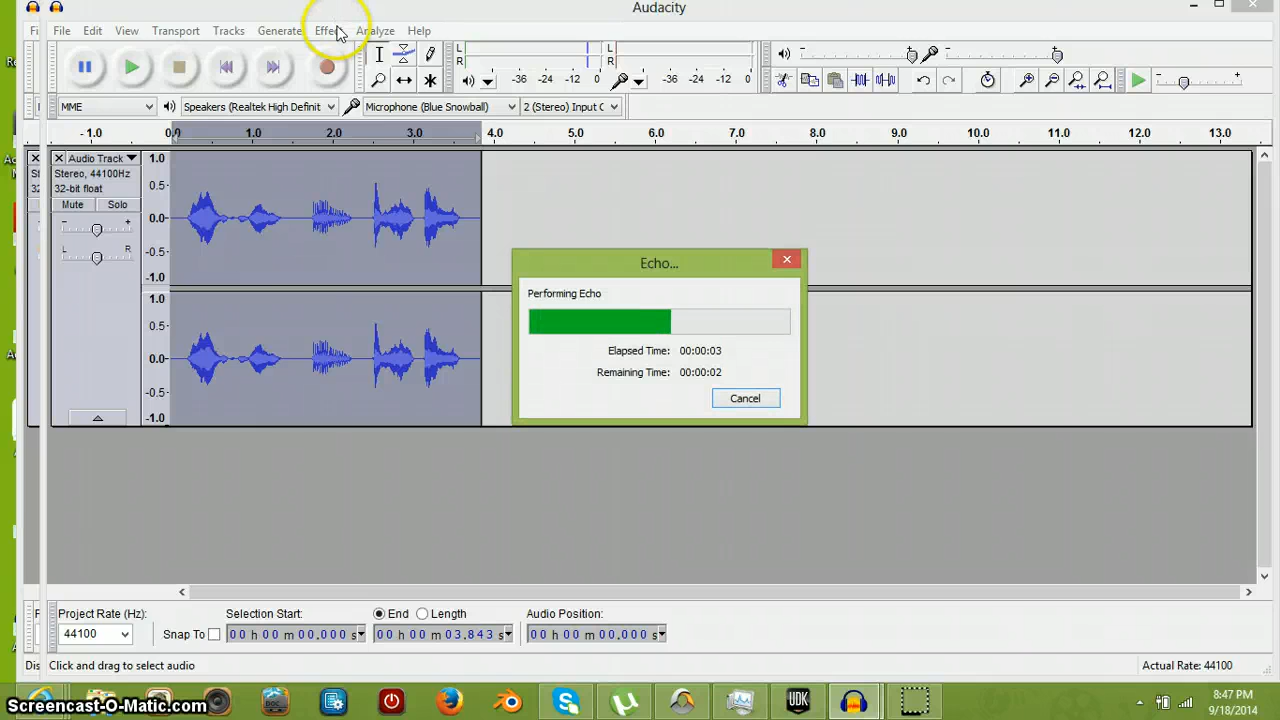 Audacity
Fi File Edit View Transport Tracks Generate Effect Analyze Help
L
R
L
R
-36 -24 -12 0
-36 -24 -12
MME Speakers (Realtek High Definit Microphone (Blue Snowball) 2 (Stereo) Input C
-1.0 0.0 1.0 2.0 3.0 4.0 5.0 6.0 7.0 8.0 9.0 10.0 11.0 12.0 13.0
Audio Track
Stereo, 44100Hz
32-bit float
Mute Solo
- +
L R
1.0
0.5-
0.0-
-0.5-
-1.0
1.0
0.5-
0.0-
-0.5-
-1.0
St
32
Echo...
Performing Echo
Elapsed Time: 00:00:03
Remaining Time: 00:00:02
Cancel
Project Rate (Hz): Selection Start: End Length Audio Position:
44100 Snap To 00 h 00 m 00.000 s 00 h 00 m 03.843 s 00 h 00 m 00.000 s
Dis Click and drag to select audio Actual Rate: 44100
DOC
UDK
Screencast-O-Matic.com
8:47 PM
9/18/2014